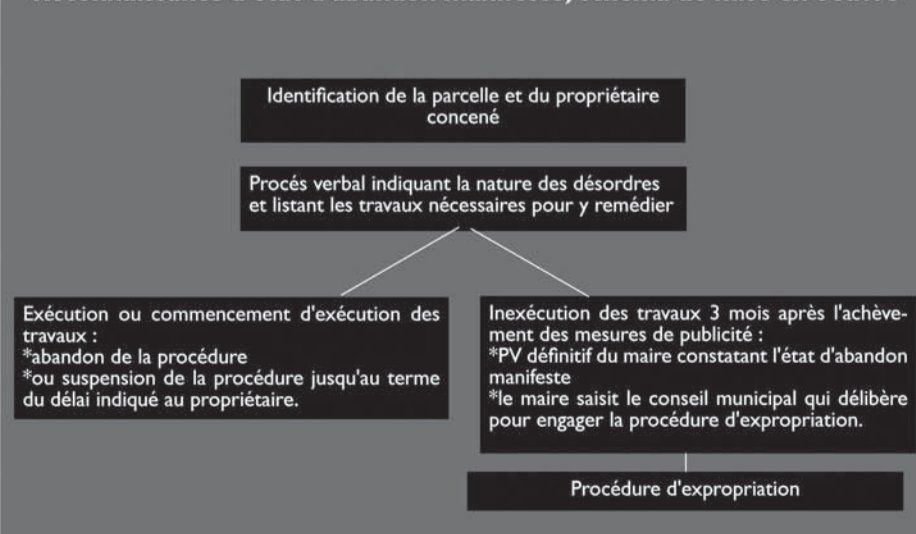 Identification de la parcelle et du propriétaire
concené
Procés verbal indiquant la nature des désordres
et listant les travaux nécessaires pour y remédier
Exécution ou commencement d'exécution des
travaux :
*abandon de la procédure
*ou suspension de la procédure jusqu'au terme
du délai indiqué au propriétaire.
Inexécution des travaux 3 mois après l'achève-
ment des mesures de publicité :
*PV définitif du maire constatant l'état d'abandon
manifeste
*le maire saisit le conseil municipal qui délibère
pour engager la procédure d'expropriation.
Procédure d'expropriation